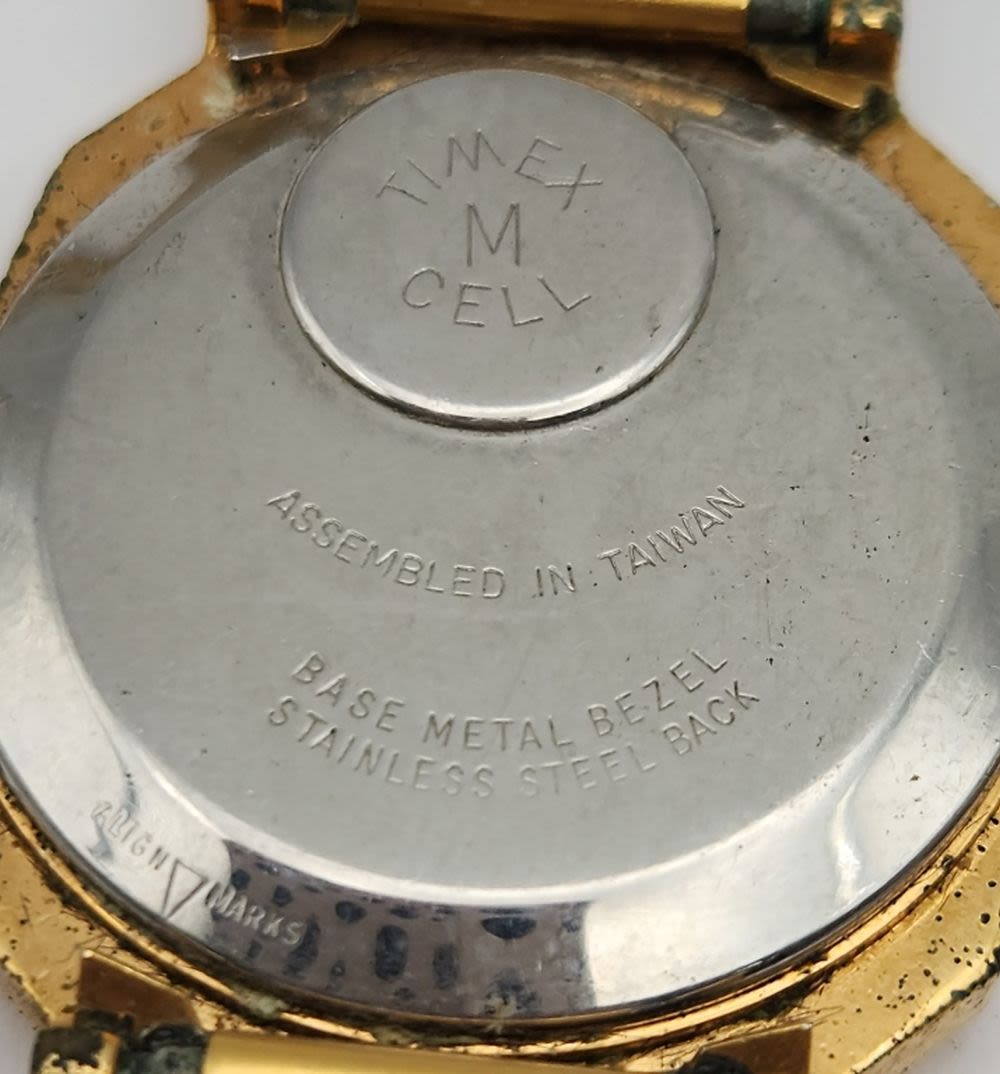 TIMEX
M
CELL
ASSEMBLED IN TAIWAN
BASE METAL BEZEL
STAINLESS STEEL BACK
ALIGN MARKS